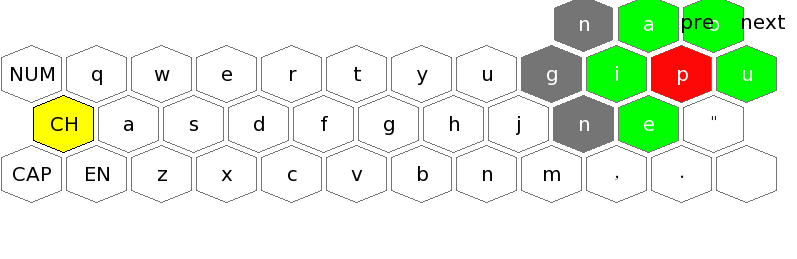 n a o pre next
NUM q w e r t y u g i p u
CH a s d f g h j n e "
CAP EN z x c v b n m , .